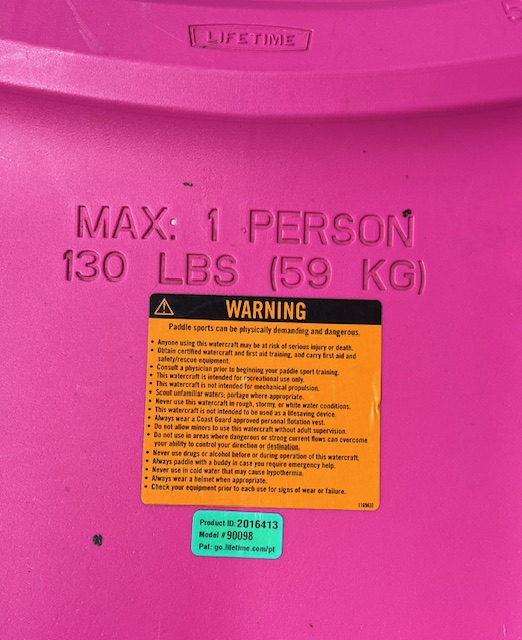 LIFETIME
MAX: 1 PERSON
130 LBS (59 KG)
WARNING
Paddle sports can be physically demanding and dangerous.
• Anyone using this watercraft may be at risk of serious injury or death.
• Obtain certified watercraft and first aid training, and carry first aid and
safety/rescue equipment.
• Consult a physician prior to beginning your paddle sport training.
• This watercraft is intended for recreational use only.
• This watercraft is not intended for mechanical propulsion.
• Scout unfamiliar waters; portage where appropriate.
• Never use this watercraft in rough, stormy, or white water conditions.
• This watercraft is not intended to be used as a lifesaving device.
• Always wear a Coast Guard approved personal flotation vest.
• Do not allow minors to use this watercraft without adult supervision.
• Do not use in areas where dangerous or strong current flows can overcome
your ability to control your direction or destination.
• Never use drugs or alcohol before or during operation of this watercraft.
• Always paddle with a buddy in case you require emergency help.
• Never use in cold water that may cause hypothermia.
• Always wear a helmet when appropriate.
• Check your equipment prior to each use for signs of wear or failure.
Product ID: 2016413
Model # 90098
Pat: go.lifetime.com/pt